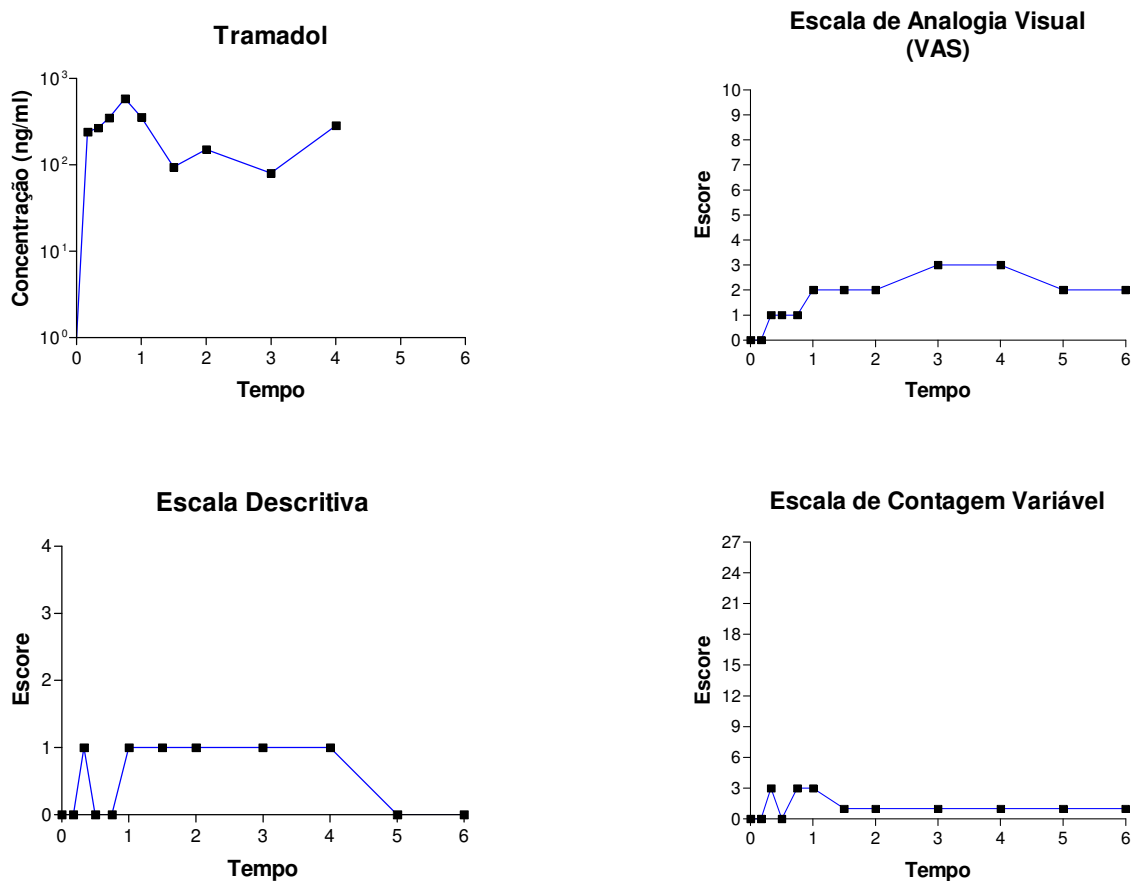 Tramadol
Concentração (ng/ml)
10³
10²
10¹
10⁰
0 1 2 3 4 5 6
Tempo
Escala de Analogia Visual
(VAS)
Escore
10
9
8
7
6
5
4
3
2
1
0
0 1 2 3 4 5 6
Tempo
Escala Descritiva
Escore
4
3
2
1
0
0 1 2 3 4 5 6
Tempo
Escala de Contagem Variável
Escore
27
24
21
18
15
12
9
6
3
0
0 1 2 3 4 5 6
Tempo